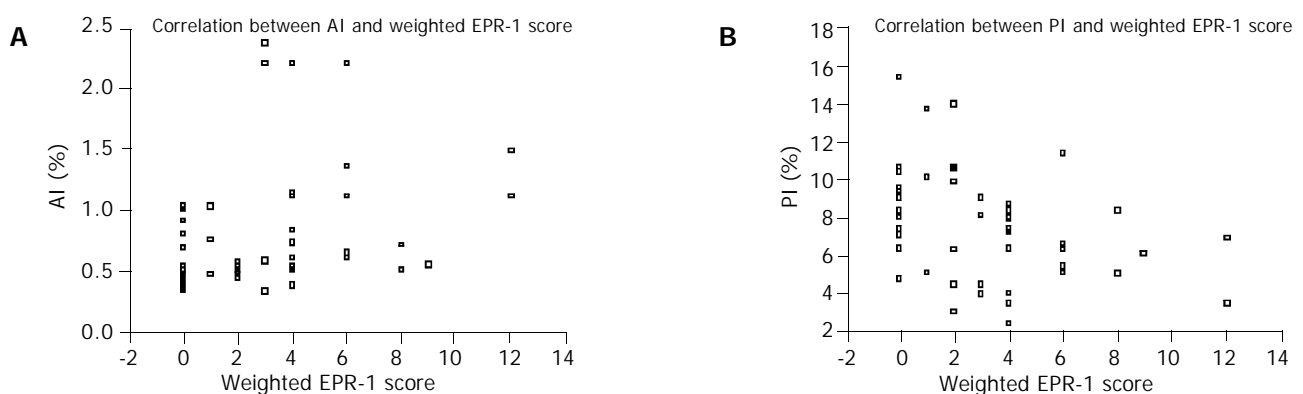 A
Correlation between AI and weighted EPR-1 score
2.5
2.0
1.5
1.0
0.5
0.0
AI (%)
-2 0 2 4 6 8 10 12 14
Weighted EPR-1 score
B
Correlation between PI and weighted EPR-1 score
18
16
14
12
10
8
6
4
2
PI (%)
-2 0 2 4 6 8 10 12 14
Weighted EPR-1 score